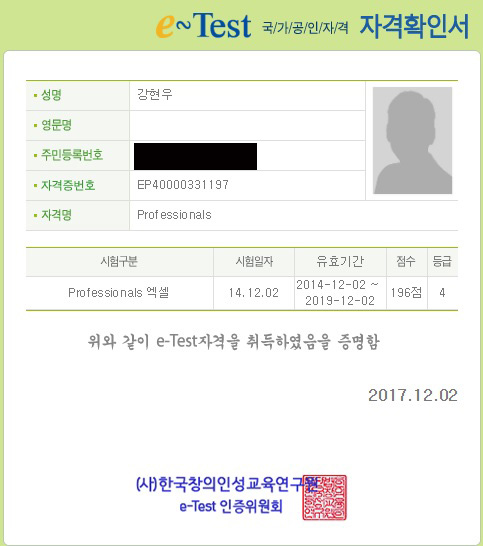 e~Test 국/가/공/인/자/격 자격확인서
성명 강현우
영문명
주민등록번호
자격증번호 EP40000331197
자격명 Professionals
시험구분 시험일자 유효기간 점수 등급
Professionals 엑셀 14.12.02 2014-12-02 ~ 2019-12-02 196점 4
위와 같이 e-Test자격을 취득하였음을 증명함
2017.12.02
(사)한국창의인성교육연구원
e-Test 인증위원회